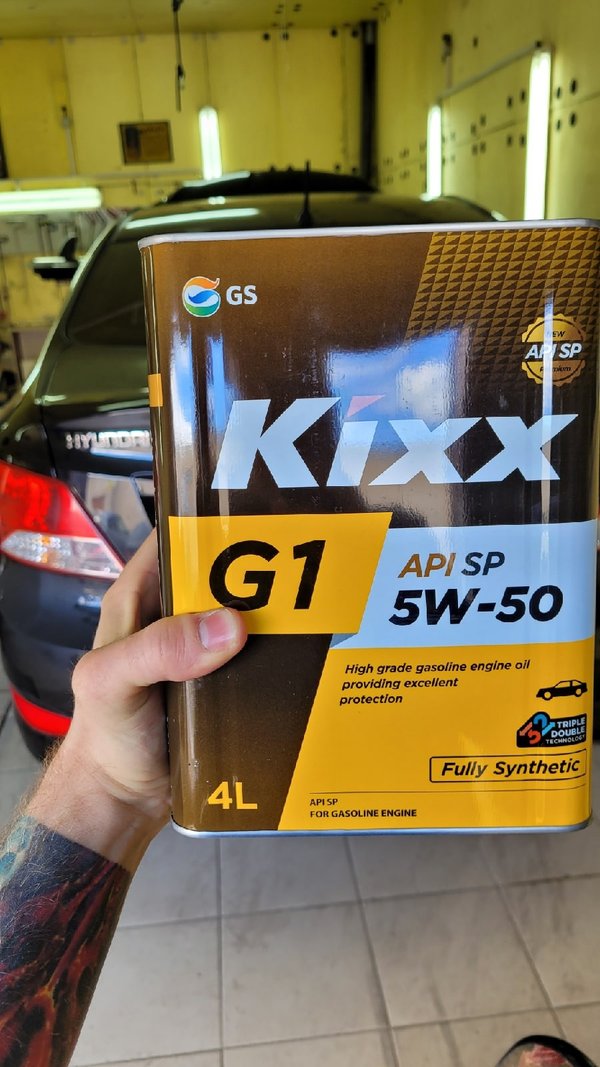 GS
NEW
API SP
Premium
Kixx
HYUNDAI
G1
API SP
5W-50
High grade gasoline engine oil
providing excellent
protection
TRIPLE
DOUBLE
TECHNOLOGY
Fully Synthetic
4L
API SP
FOR GASOLINE ENGINE